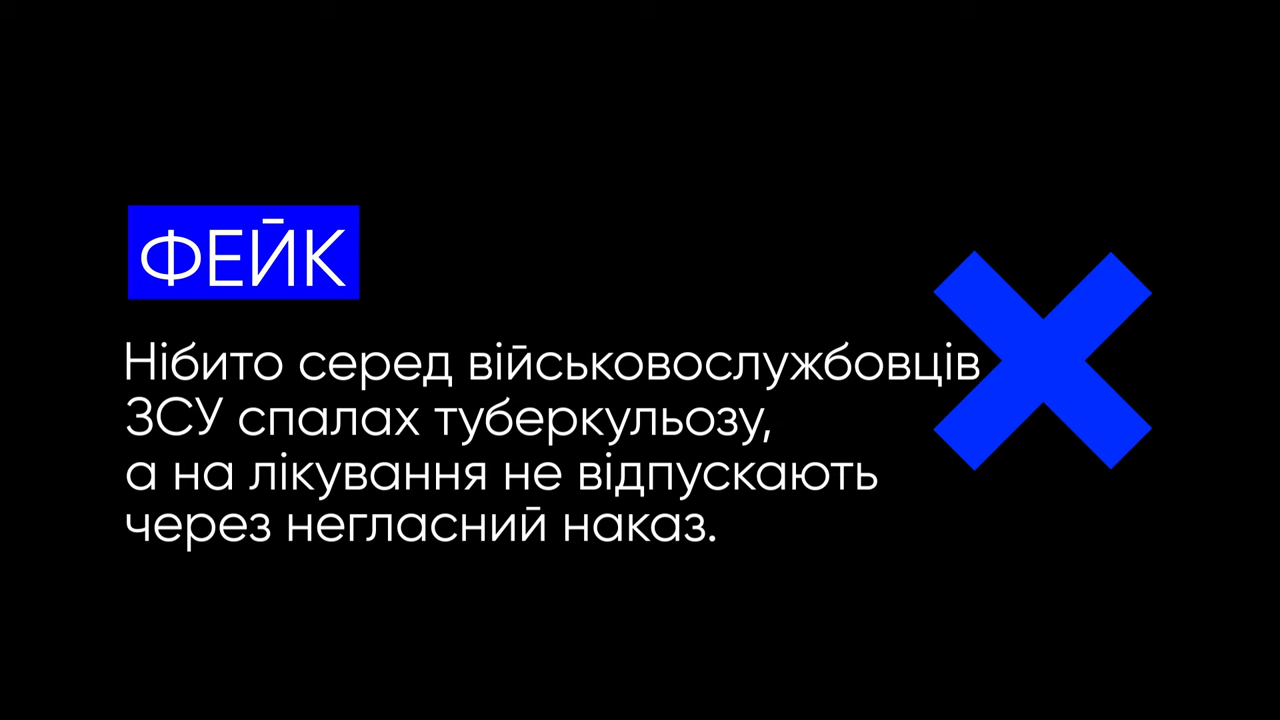 ФЕЙК
Нібито серед військовослужбовців
ЗСУ спалах туберкульозу,
а на лікування не відпускають
через негласний наказ.